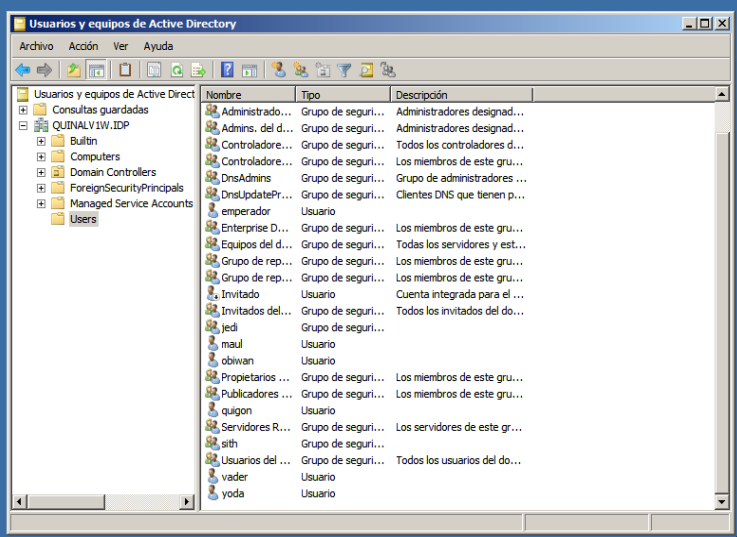 Usuarios y equipos de Active Directory
Archivo Acción Ver Ayuda
Usuarios y equipos de Active Direct
Consultas guardadas
QUINALV1W.IDP
Builtin
Computers
Domain Controllers
ForeignSecurityPrincipals
Managed Service Accounts
Users
Nombre Tipo Descripción
Administrado... Grupo de seguri... Administradores designad...
Admins. del d... Grupo de seguri... Administradores designad...
Controladore... Grupo de seguri... Todos los controladores d...
Controladore... Grupo de seguri... Los miembros de este gru...
DnsAdmins Grupo de seguri... Grupo de administradores ...
DnsUpdatePr... Grupo de seguri... Clientes DNS que tienen p...
emperador Usuario
Enterprise D... Grupo de seguri... Los miembros de este gru...
Equipos del d... Grupo de seguri... Todas los servidores y est...
Grupo de rep... Grupo de seguri... Los miembros de este gru...
Grupo de rep... Grupo de seguri... Los miembros de este gru...
Invitado Usuario Cuenta integrada para el ...
Invitados del... Grupo de seguri... Todos los invitados del do...
jedi Grupo de seguri...
maul Usuario
obiwan Usuario
Propietarios ... Grupo de seguri... Los miembros de este gru...
Publicadores ... Grupo de seguri... Los miembros de este gru...
quigon Usuario
Servidores R... Grupo de seguri... Los servidores de este gr...
sith Grupo de seguri...
Usuarios del ... Grupo de seguri... Todos los usuarios del do...
vader Usuario
yoda Usuario